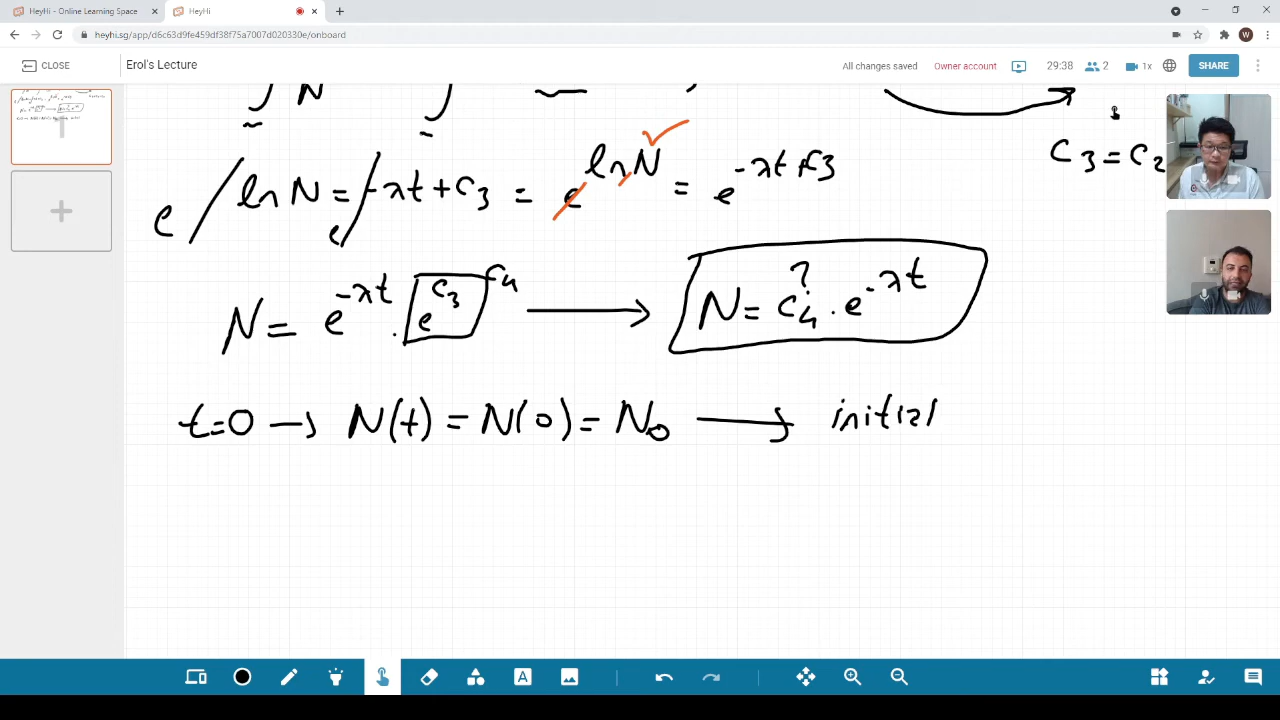 HeyHi - Online Learning Space
HeyHi
heyhi.sg/app/d6c63d9fe459df38f75a7007d020330e/onboard
W
CLOSE
Erol's Lecture
All changes saved
Owner account
29:38
2
1x
SHARE
1
N
C3 = C2
e / ln N = e / -λt + C3 = e^ln N = e^-λt + C3
N = e^-λt . e^C3 C4 → N = C4 . e^-λt
?
t=0 → N(t) = N(0) = N0 → initial
A